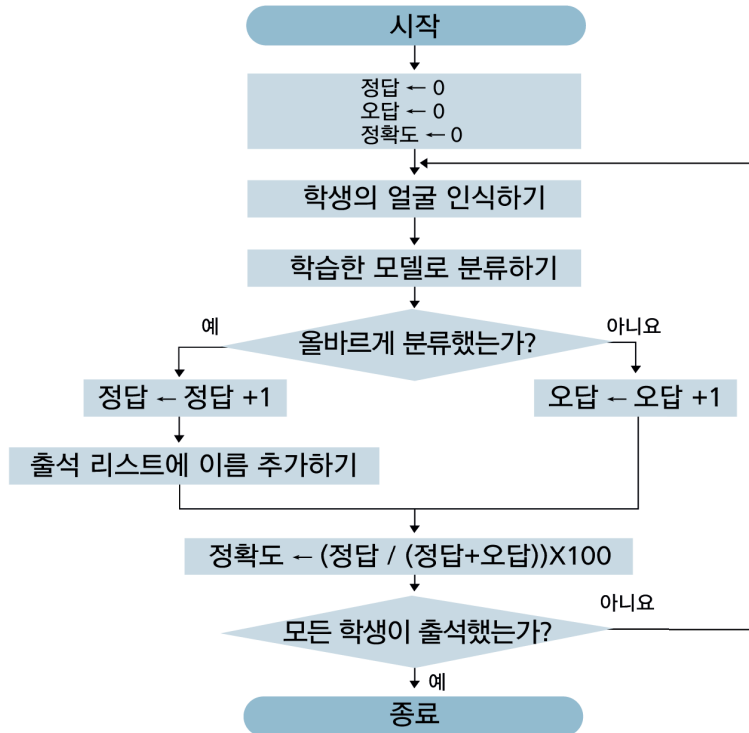 시작
정답 ← 0
오답 ← 0
정확도 ← 0
학생의 얼굴 인식하기
학습한 모델로 분류하기
올바르게 분류했는가?
예
아니요
정답 ← 정답 +1
오답 ← 오답 +1
출석 리스트에 이름 추가하기
정확도 ← (정답 / (정답+오답))X100
모든 학생이 출석했는가?
아니요
예
종료